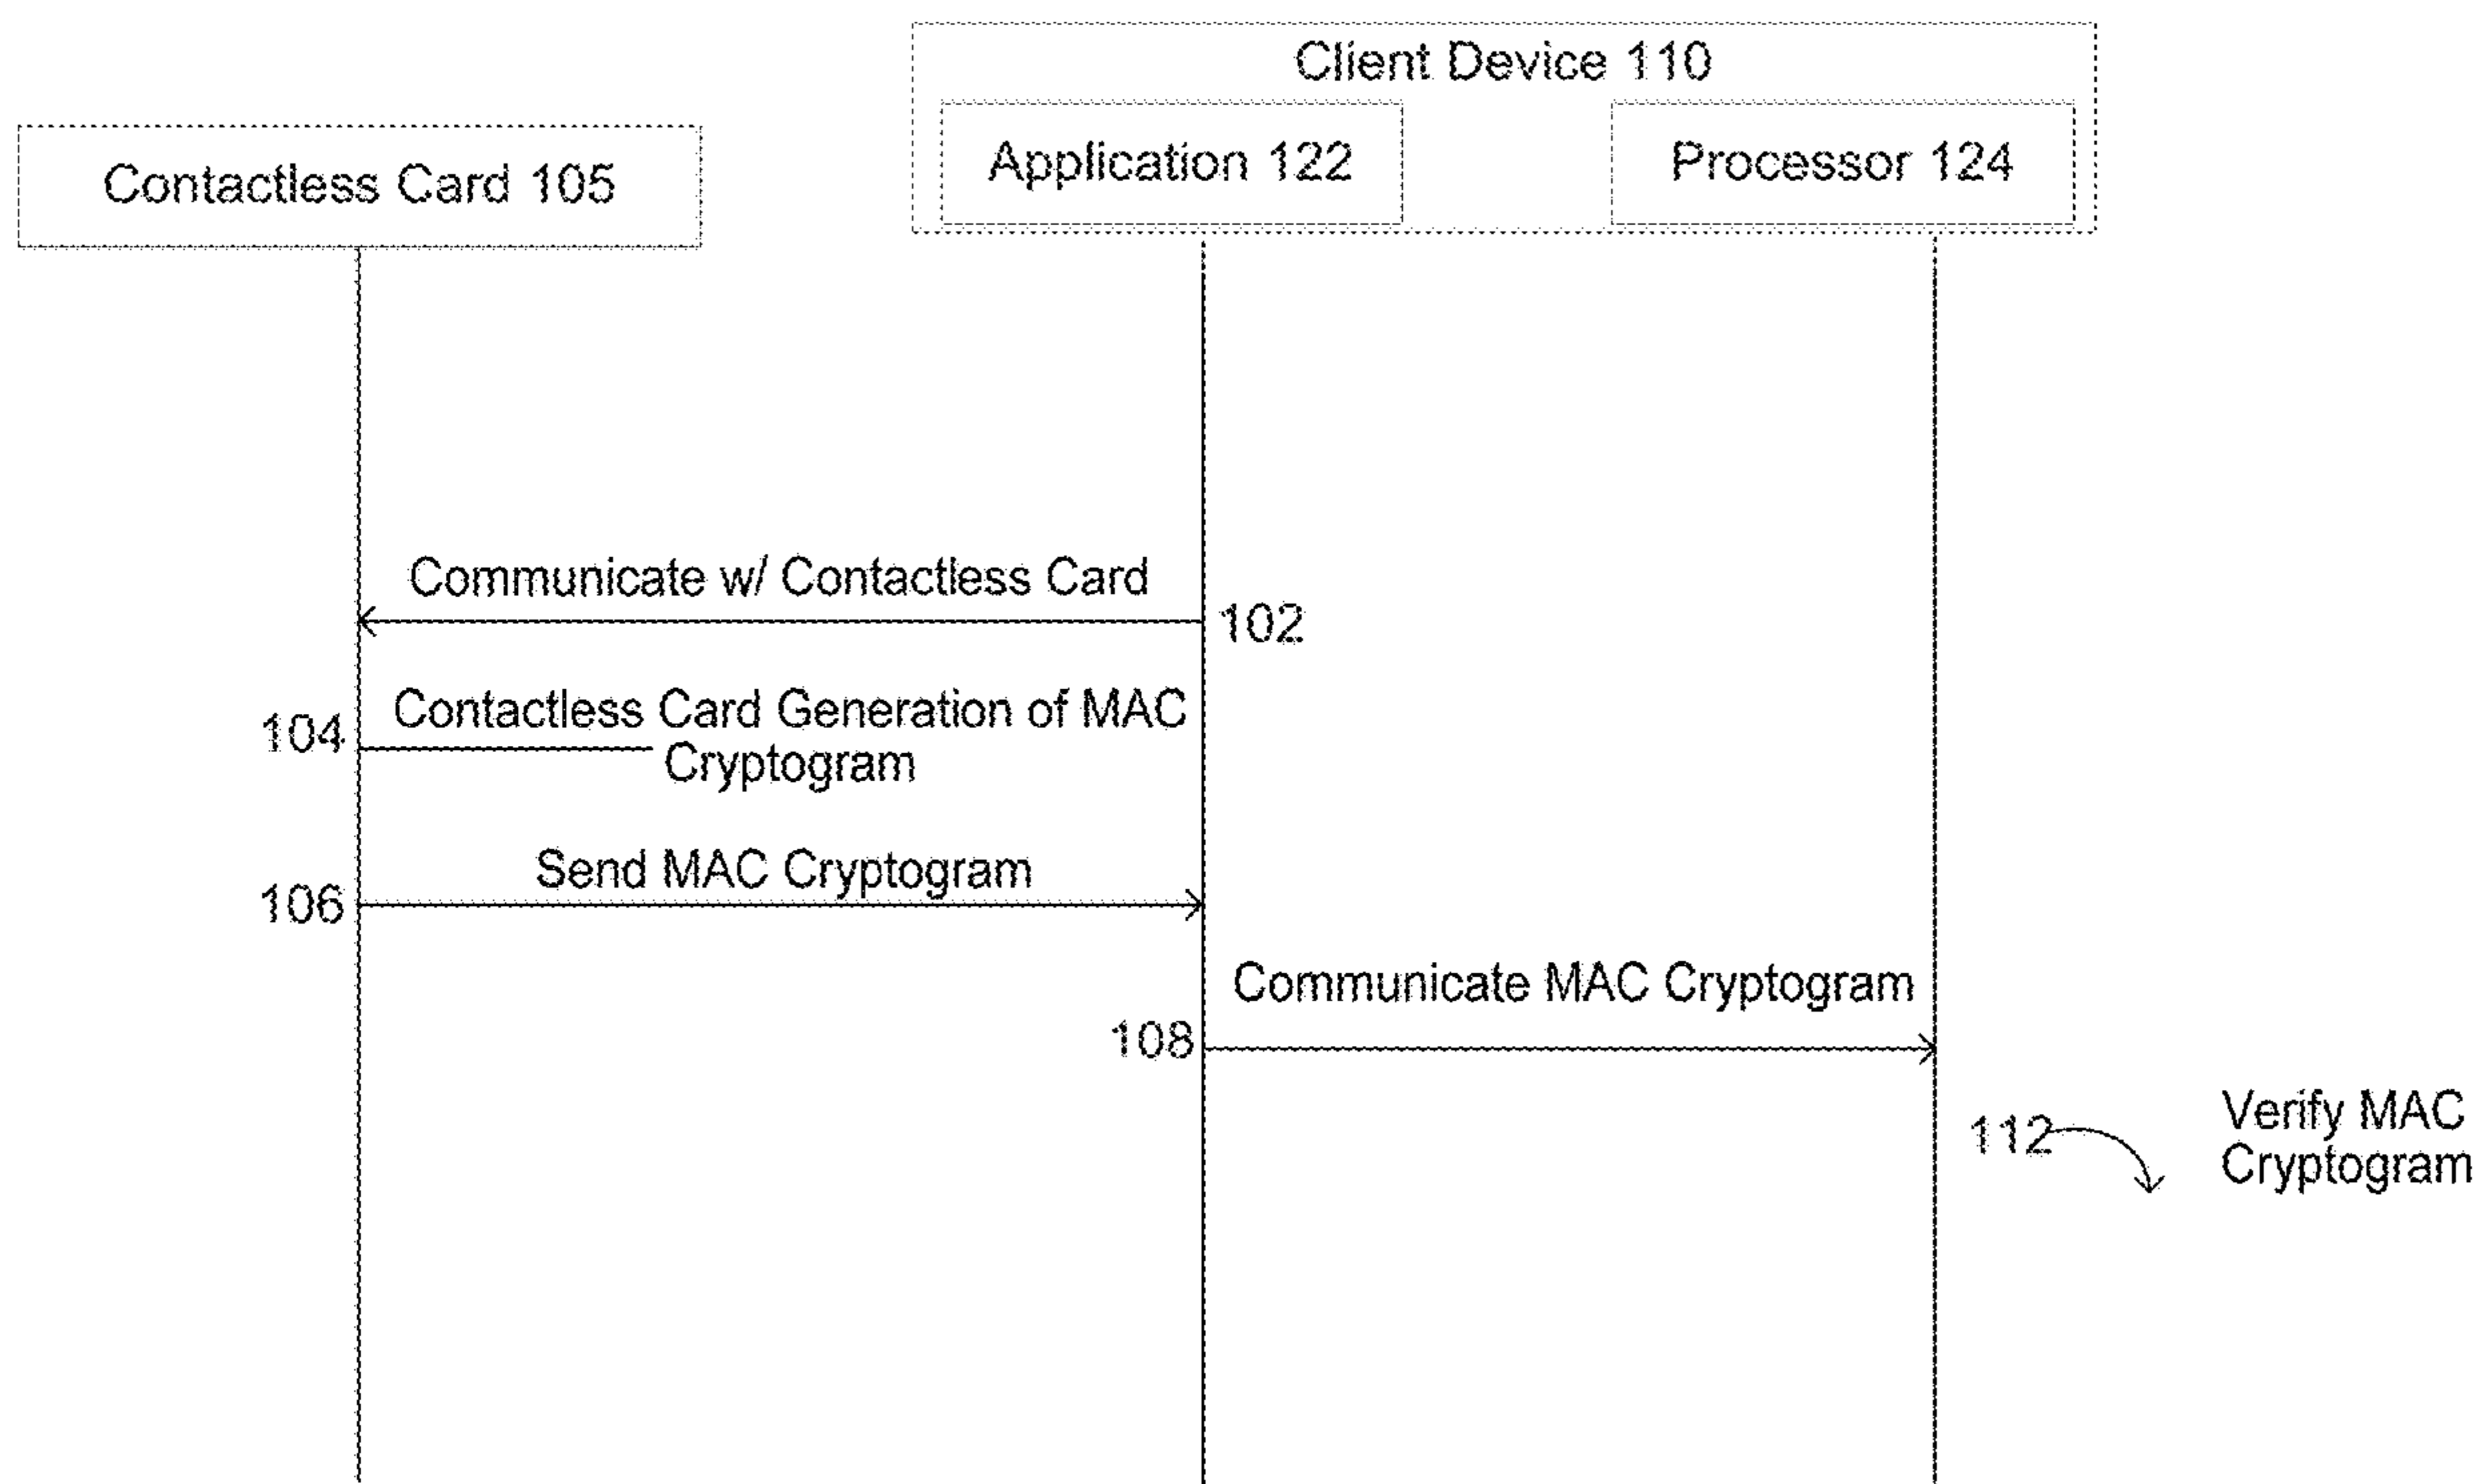 Client Device 110
Contactless Card 105
Application 122
Processor 124
Communicate w/ Contactless Card
102
104
Contactless Card Generation of MAC
Cryptogram
Send MAC Cryptogram
106
Communicate MAC Cryptogram
108
112
Verify MAC
Cryptogram